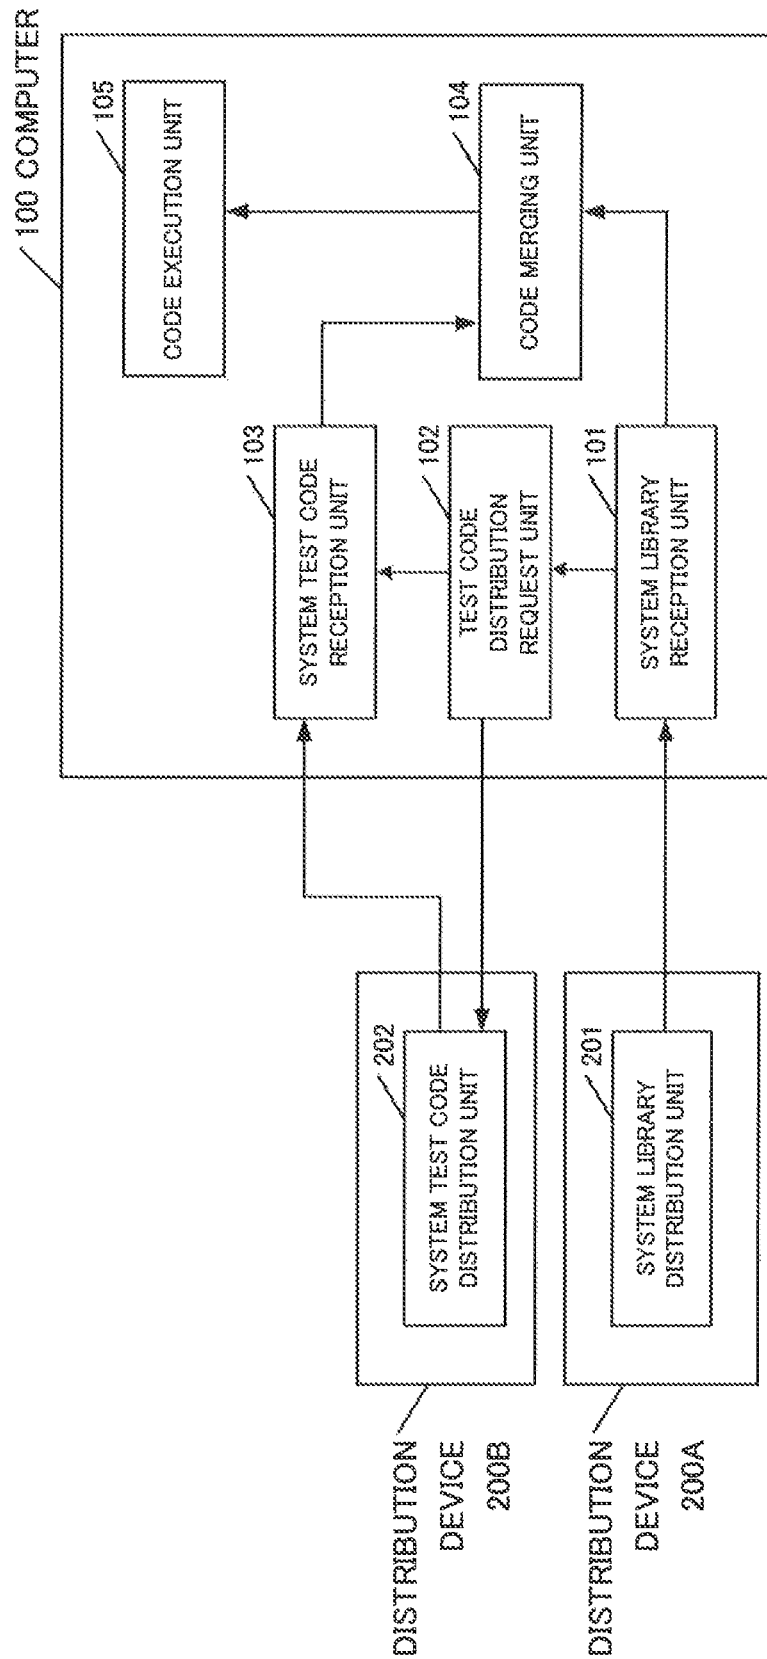 100 COMPUTER
105
CODE EXECUTION UNIT
104
CODE MERGING UNIT
103
SYSTEM TEST CODE
RECEPTION UNIT
102
TEST CODE
DISTRIBUTION
REQUEST UNIT
101
SYSTEM LIBRARY
RECEPTION UNIT
202
SYSTEM TEST CODE
DISTRIBUTION UNIT
201
SYSTEM LIBRARY
DISTRIBUTION UNIT
DISTRIBUTION
DEVICE
200B
DISTRIBUTION
DEVICE
200A